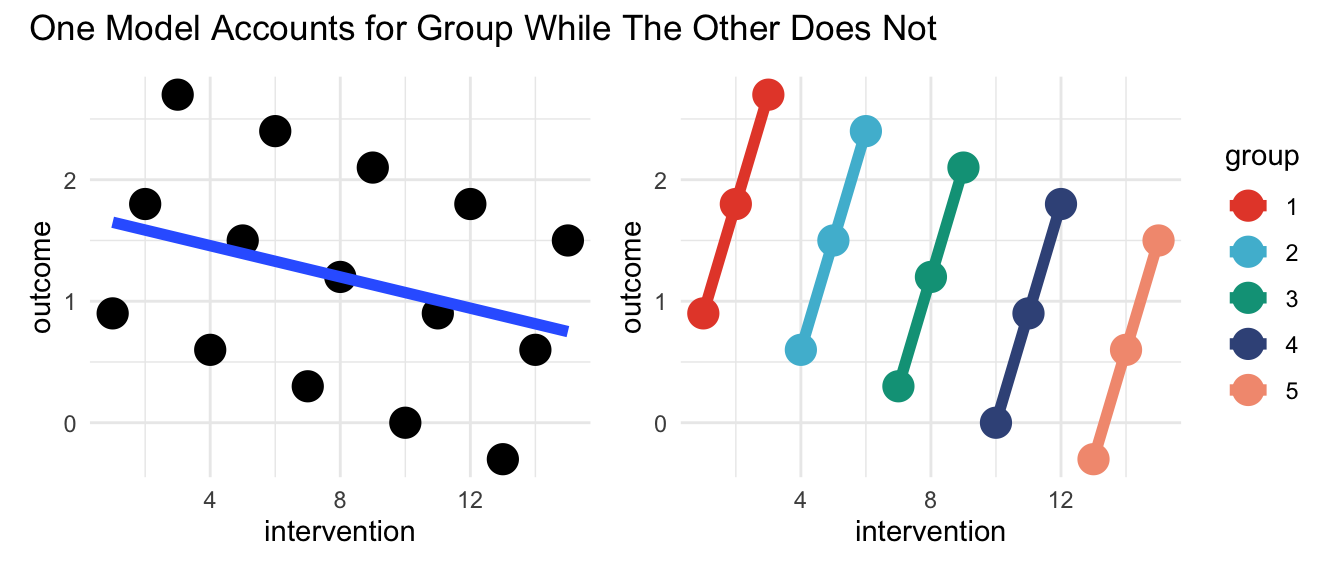 One Model Accounts for Group While The Other Does Not
outcome
2
1
0
4 8 12
intervention
outcome
2
1
0
4 8 12
intervention
group
1
2
3
4
5